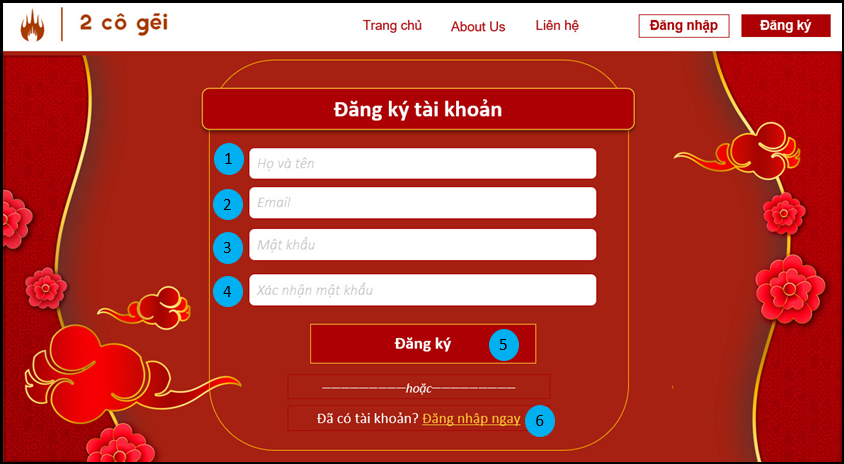 2 cô gēi
Trang chủ About Us Liên hệ Đăng nhập Đăng ký
Đăng ký tài khoản
1 Họ và tên
2 Email
3 Mật khẩu
4 Xác nhận mật khẩu
Đăng ký 5
—————————hoặc—————————
Đã có tài khoản? Đăng nhập ngay 6